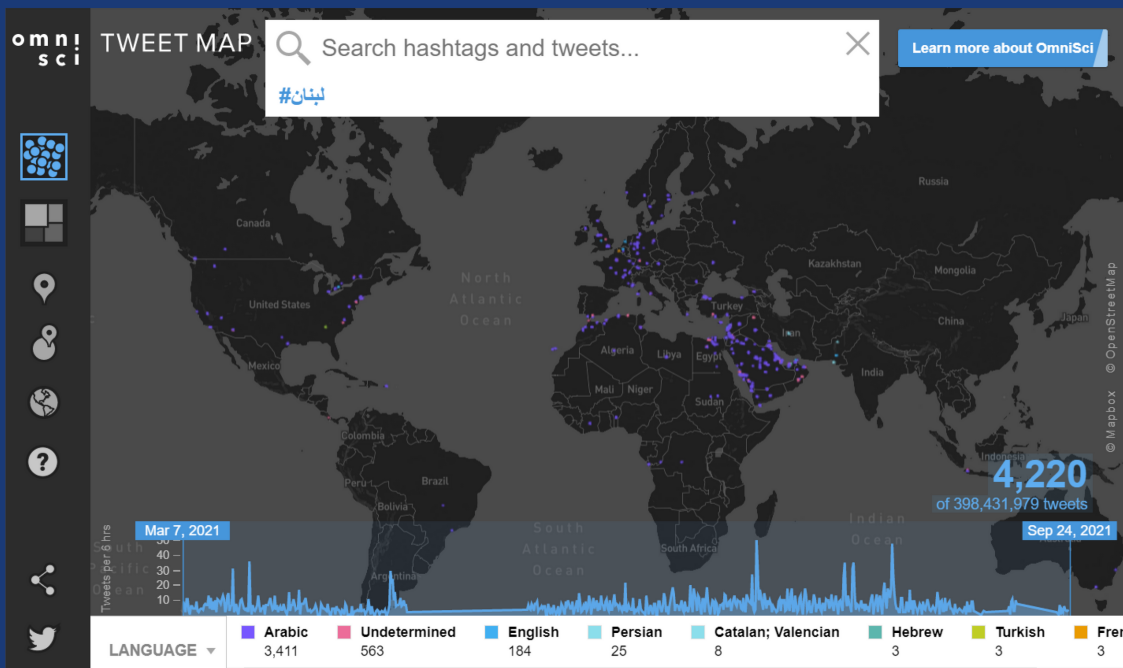 omni
sci
TWEET MAP
Search hashtags and tweets...
Learn more about OmniSci
#لبنان
Russia
Canada
Kazakhstan
Mongolia
North
Atlantic
Ocean
United States
Turkey
Japan
China
Iran
Algeria
Libya
Egypt
Mexico
India
Mali
Niger
Sudan
Colombia
Indonesia
Peru
Brazil
4,220
of 398,431,979 tweets
Bolivia
Mar 7, 2021
South
Atlantic
Ocean
Indian
Ocean
Sep 24, 2021
South Africa
South
Pacific
Ocean
Argentina
Tweets per 6 hrs
50
40
30
20
10
© Mapbox © OpenStreetMap
LANGUAGE
Arabic
3,411
Undetermined
563
English
184
Persian
25
Catalan; Valencian
8
Hebrew
3
Turkish
3
Fre
3